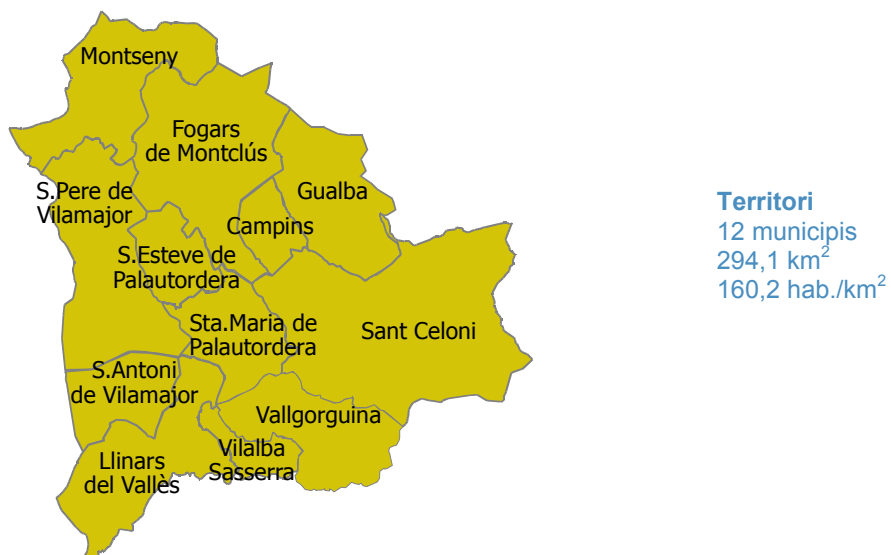 Montseny
Fogars
de Montclús
Gualba
S.Pere de
Vilamajor
Campins
S.Esteve de
Palautordera
Sta.Maria de
Palautordera
Sant Celoni
S.Antoni
de Vilamajor
Vallgorguina
Vilalba
Sasserra
Llinars
del Vallès
Territori
12 municipis
294,1 km²
160,2 hab./km²